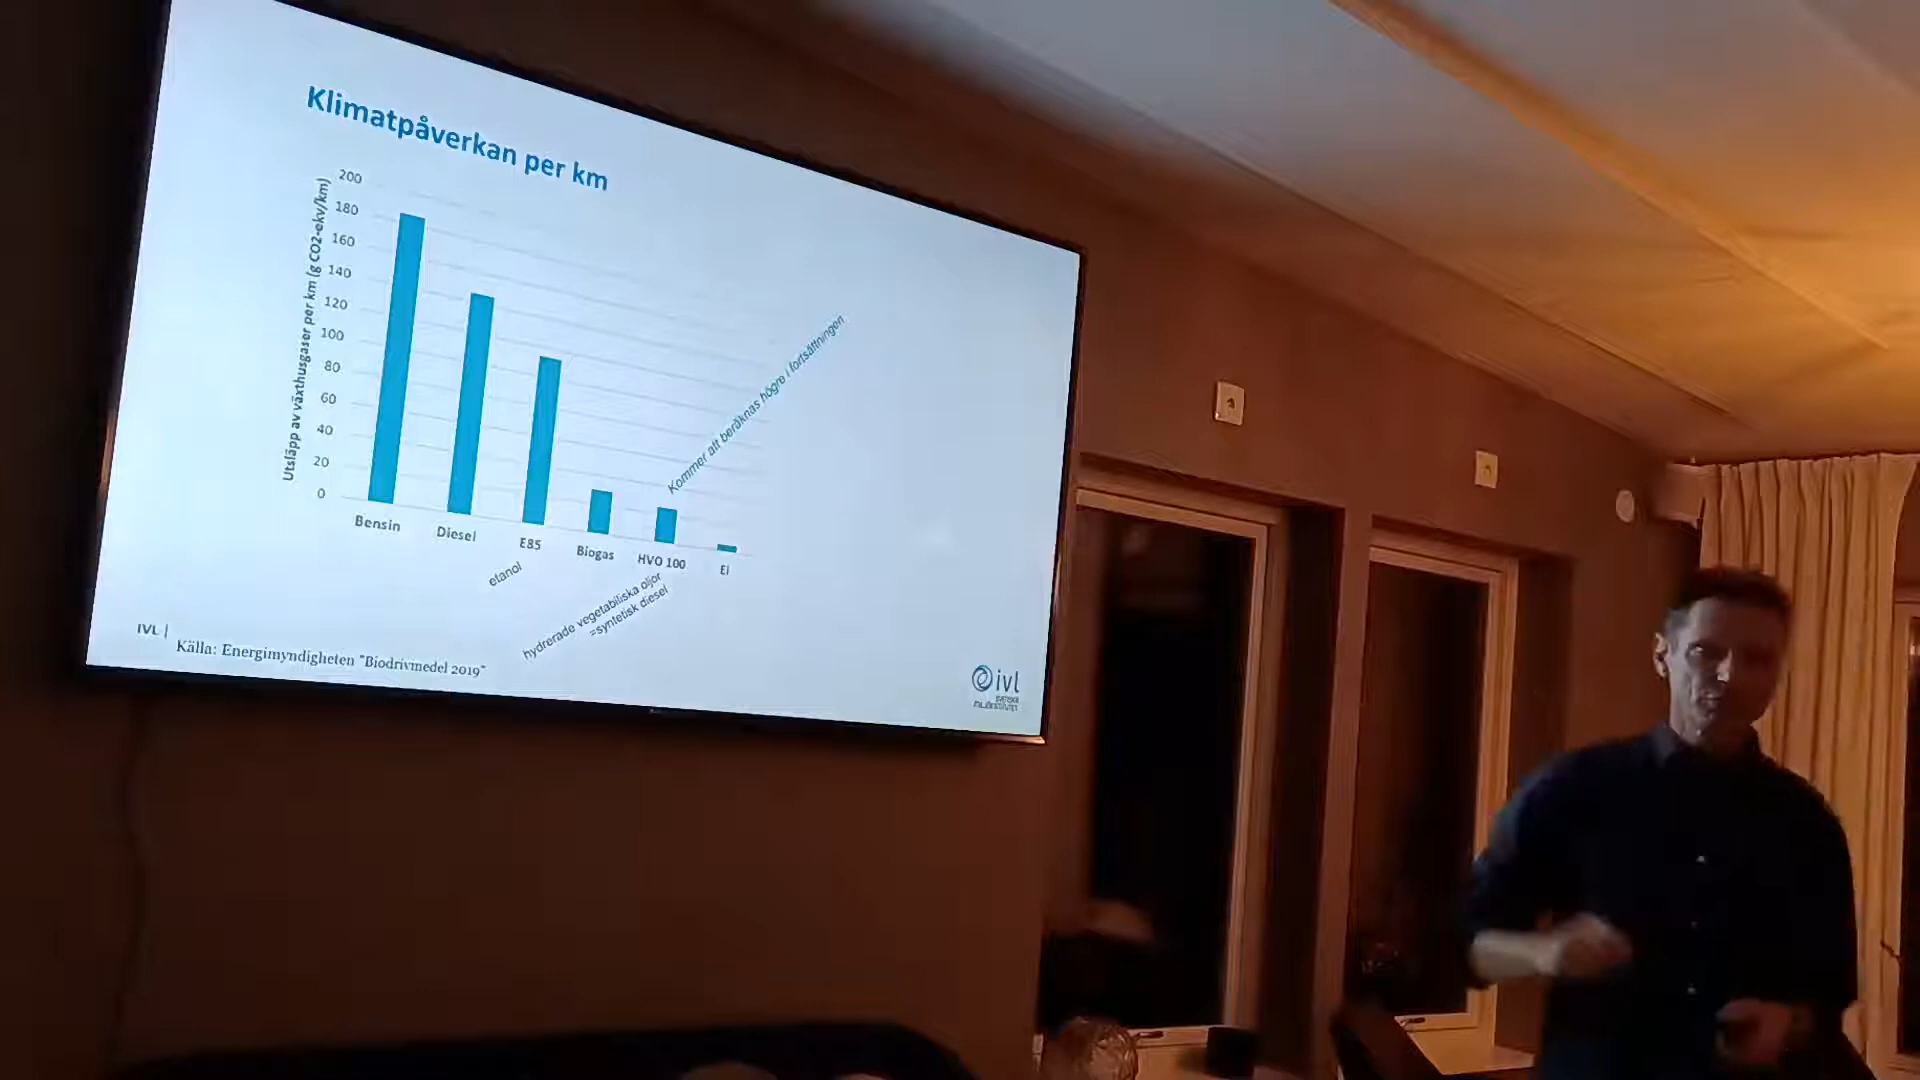 Klimatpåverkan per km
Utsläpp av växthusgaser per km (g CO2-ekv/km)
200
180
160
140
120
100
80
60
40
20
0
Bensin
Diesel
E85
Biogas
HVO 100
El
etanol
hydrerade vegetabiliska oljor
=syntetisk diesel
Kommer att beräknas högre i fortsättningen
IVL |
Källa: Energimyndigheten "Biodrivmedel 2019"
ivl
SVENSKA
MILJÖINSTITUTET